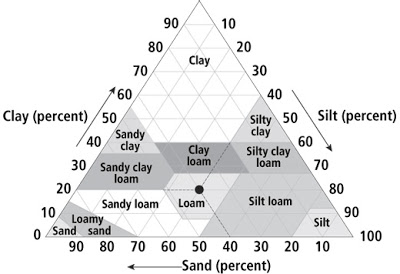 90 10
80 20
Clay
70 30
60 40
Clay (percent) Silt (percent)
50 50
Sandy
clay
Silty
clay
40 60
Clay
loam
Silty clay
loam
30 70
Sandy clay
loam
20 80
Sandy loam
Loam
Silt loam
10 90
Loamy
sand
Sand
Silt
0 100
90 80 70 60 50 40 30 20 10
Sand (percent)